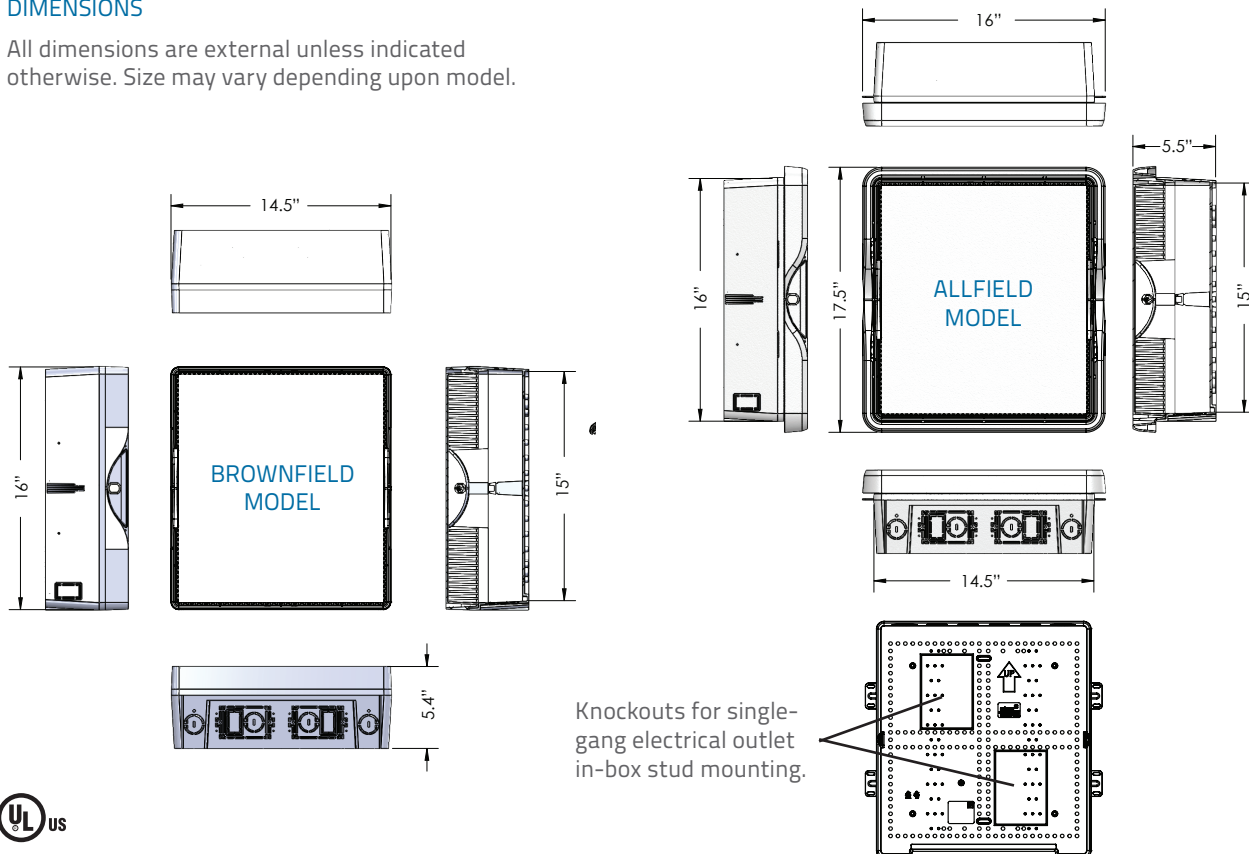 DIMENSIONS
All dimensions are external unless indicated
otherwise. Size may vary depending upon model.
14.5”
16”
BROWNFIELD
MODEL
15”
5.4”
16”
5.5”
16”
17.5”
ALLFIELD
MODEL
15”
14.5”
Knockouts for single-
gang electrical outlet
in-box stud mounting.
UP
UL US